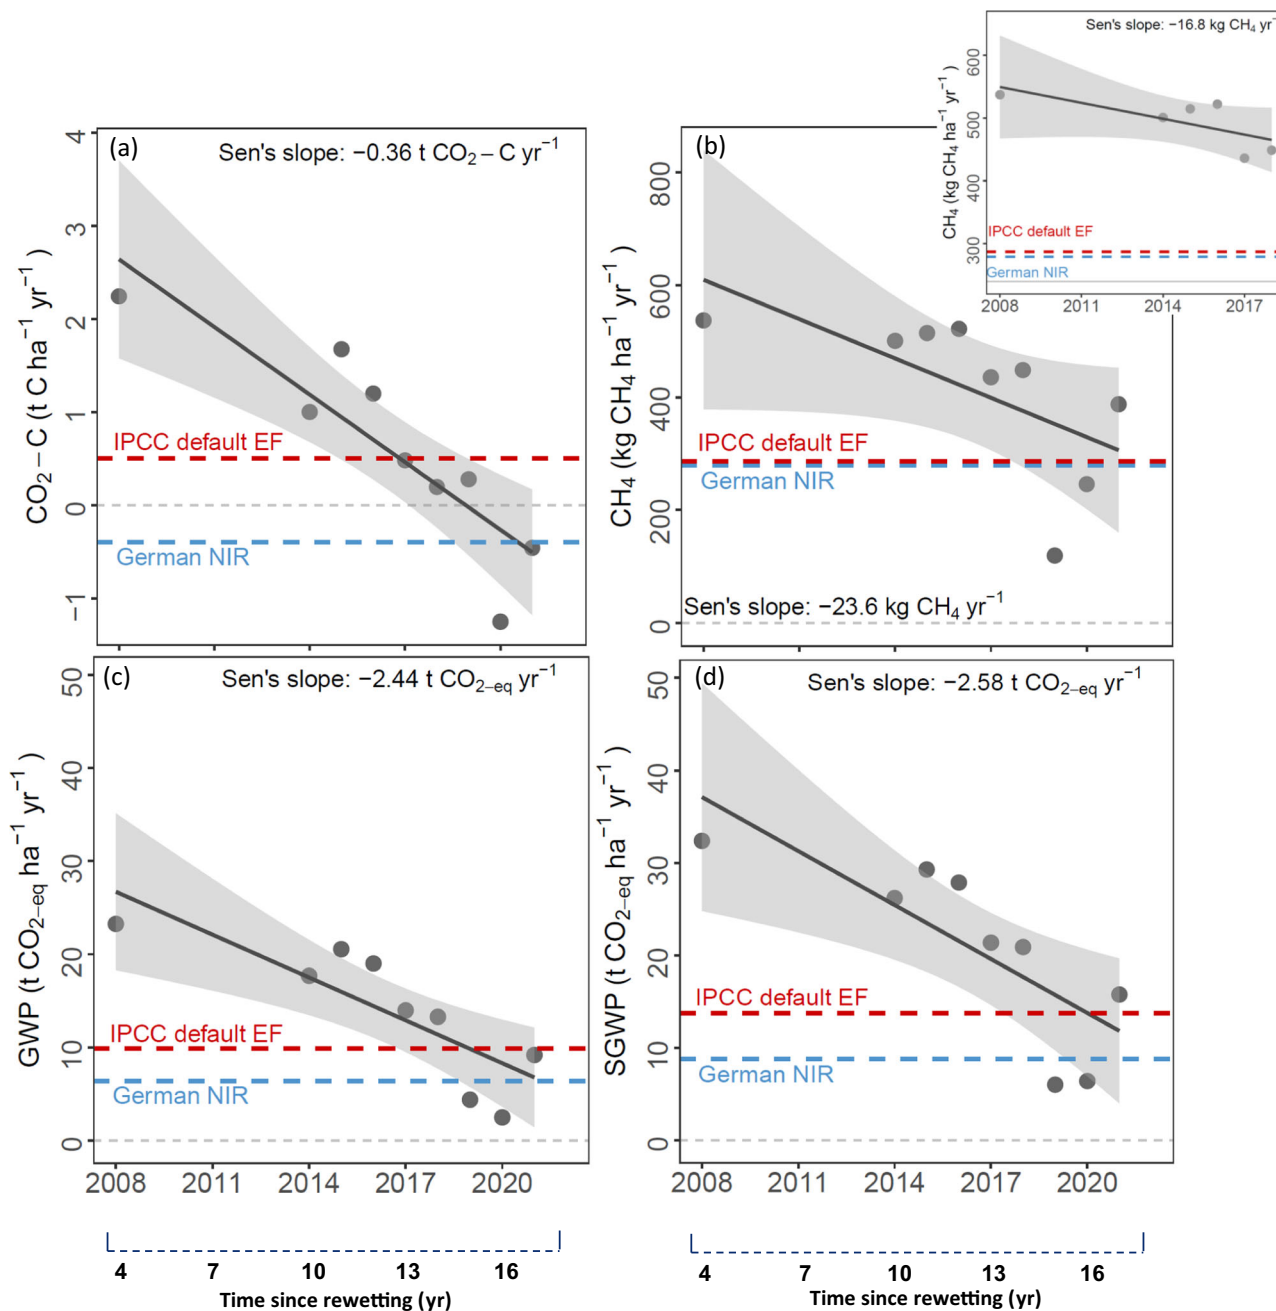 (a)
Sen's slope: −0.36 t CO₂ – C yr⁻¹
CO₂ – C (t C ha⁻¹ yr⁻¹ )
4
3
2
1
0
−1
IPCC default EF
German NIR
(b)
CH₄ (kg CH₄ ha⁻¹ yr⁻¹)
800
600
400
200
0
IPCC default EF
German NIR
Sen's slope: −23.6 kg CH₄ yr⁻¹
Sen's slope: −16.8 kg CH₄ yr⁻
CH₄ (kg CH₄ ha⁻¹ yr⁻¹)
600
500
400
300
IPCC default EF
German NIR
2008 2011 2014 2017
(c)
Sen's slope: −2.44 t CO₂₋eq yr⁻¹
GWP (t CO₂₋eq ha⁻¹ yr⁻¹ )
50
40
30
20
10
0
IPCC default EF
German NIR
2008 2011 2014 2017 2020
(d)
Sen's slope: −2.58 t CO₂₋eq yr⁻¹
SGWP (t CO₂₋eq ha⁻¹ yr⁻¹ )
50
40
30
20
10
0
IPCC default EF
German NIR
2008 2011 2014 2017 2020
4 7 10 13 16
Time since rewetting (yr)
4 7 10 13 16
Time since rewetting (yr)